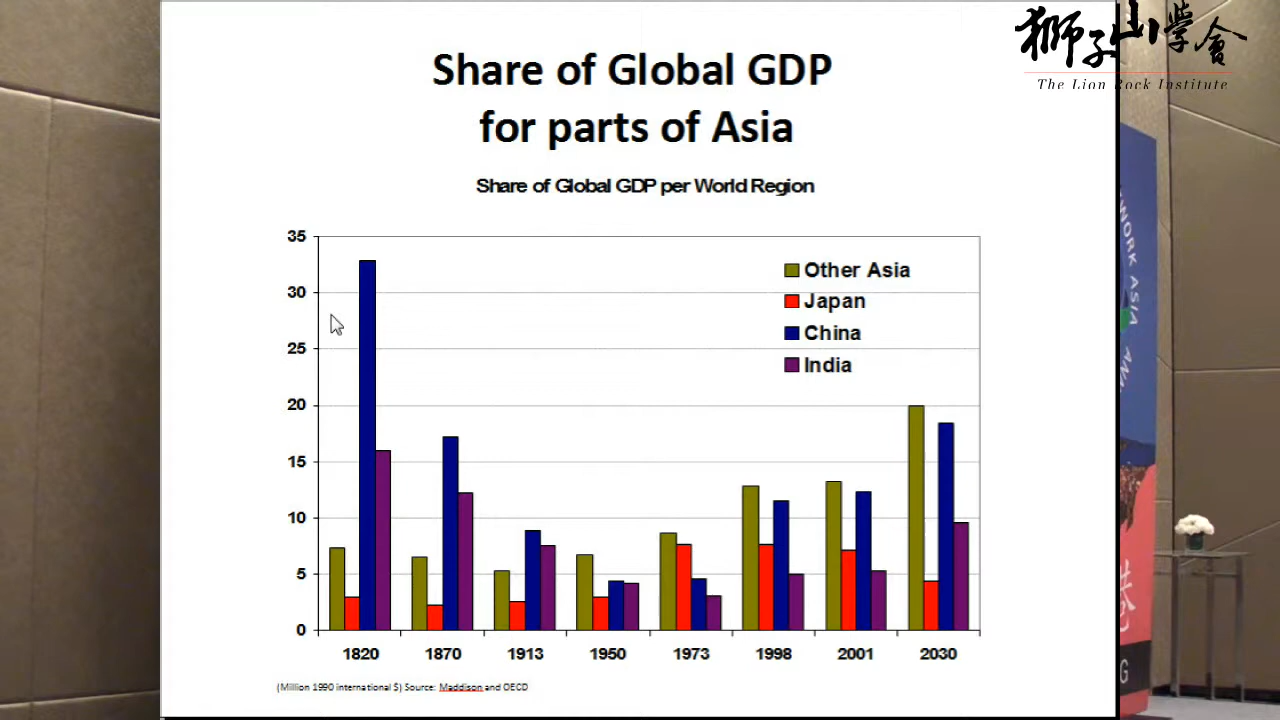 獅子山學會
The Lion Rock Institute
Share of Global GDP
for parts of Asia
Share of Global GDP per World Region
35
30
25
20
15
10
5
0
Other Asia
Japan
China
India
1820
1870
1913
1950
1973
1998
2001
2030
(Million 1990 international $) Source: Maddison and OECD
WORK ASIA
G